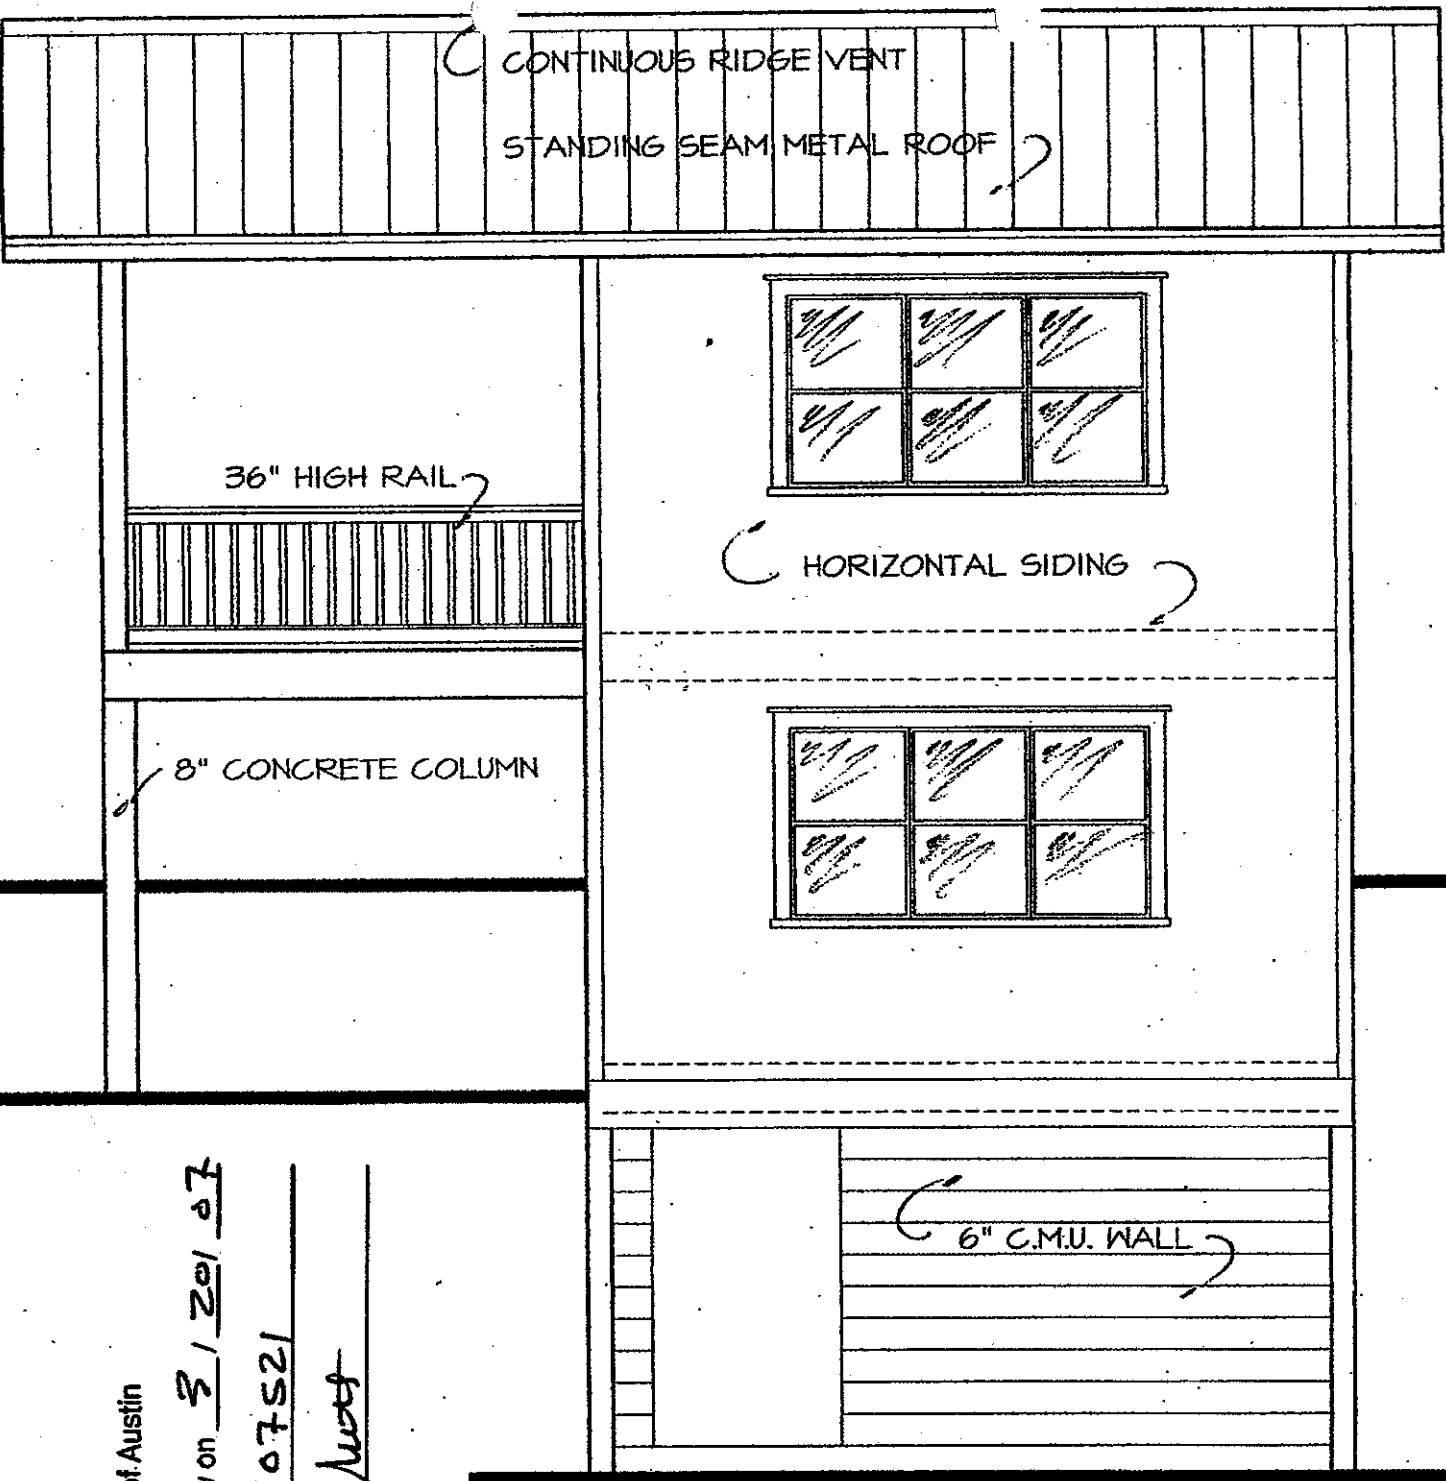 CONTINUOUS RIDGE VENT
STANDING SEAM METAL ROOF
36" HIGH RAIL
HORIZONTAL SIDING
8" CONCRETE COLUMN
6" C.M.U. WALL
of Austin
on 3 / 20 / 07
07521